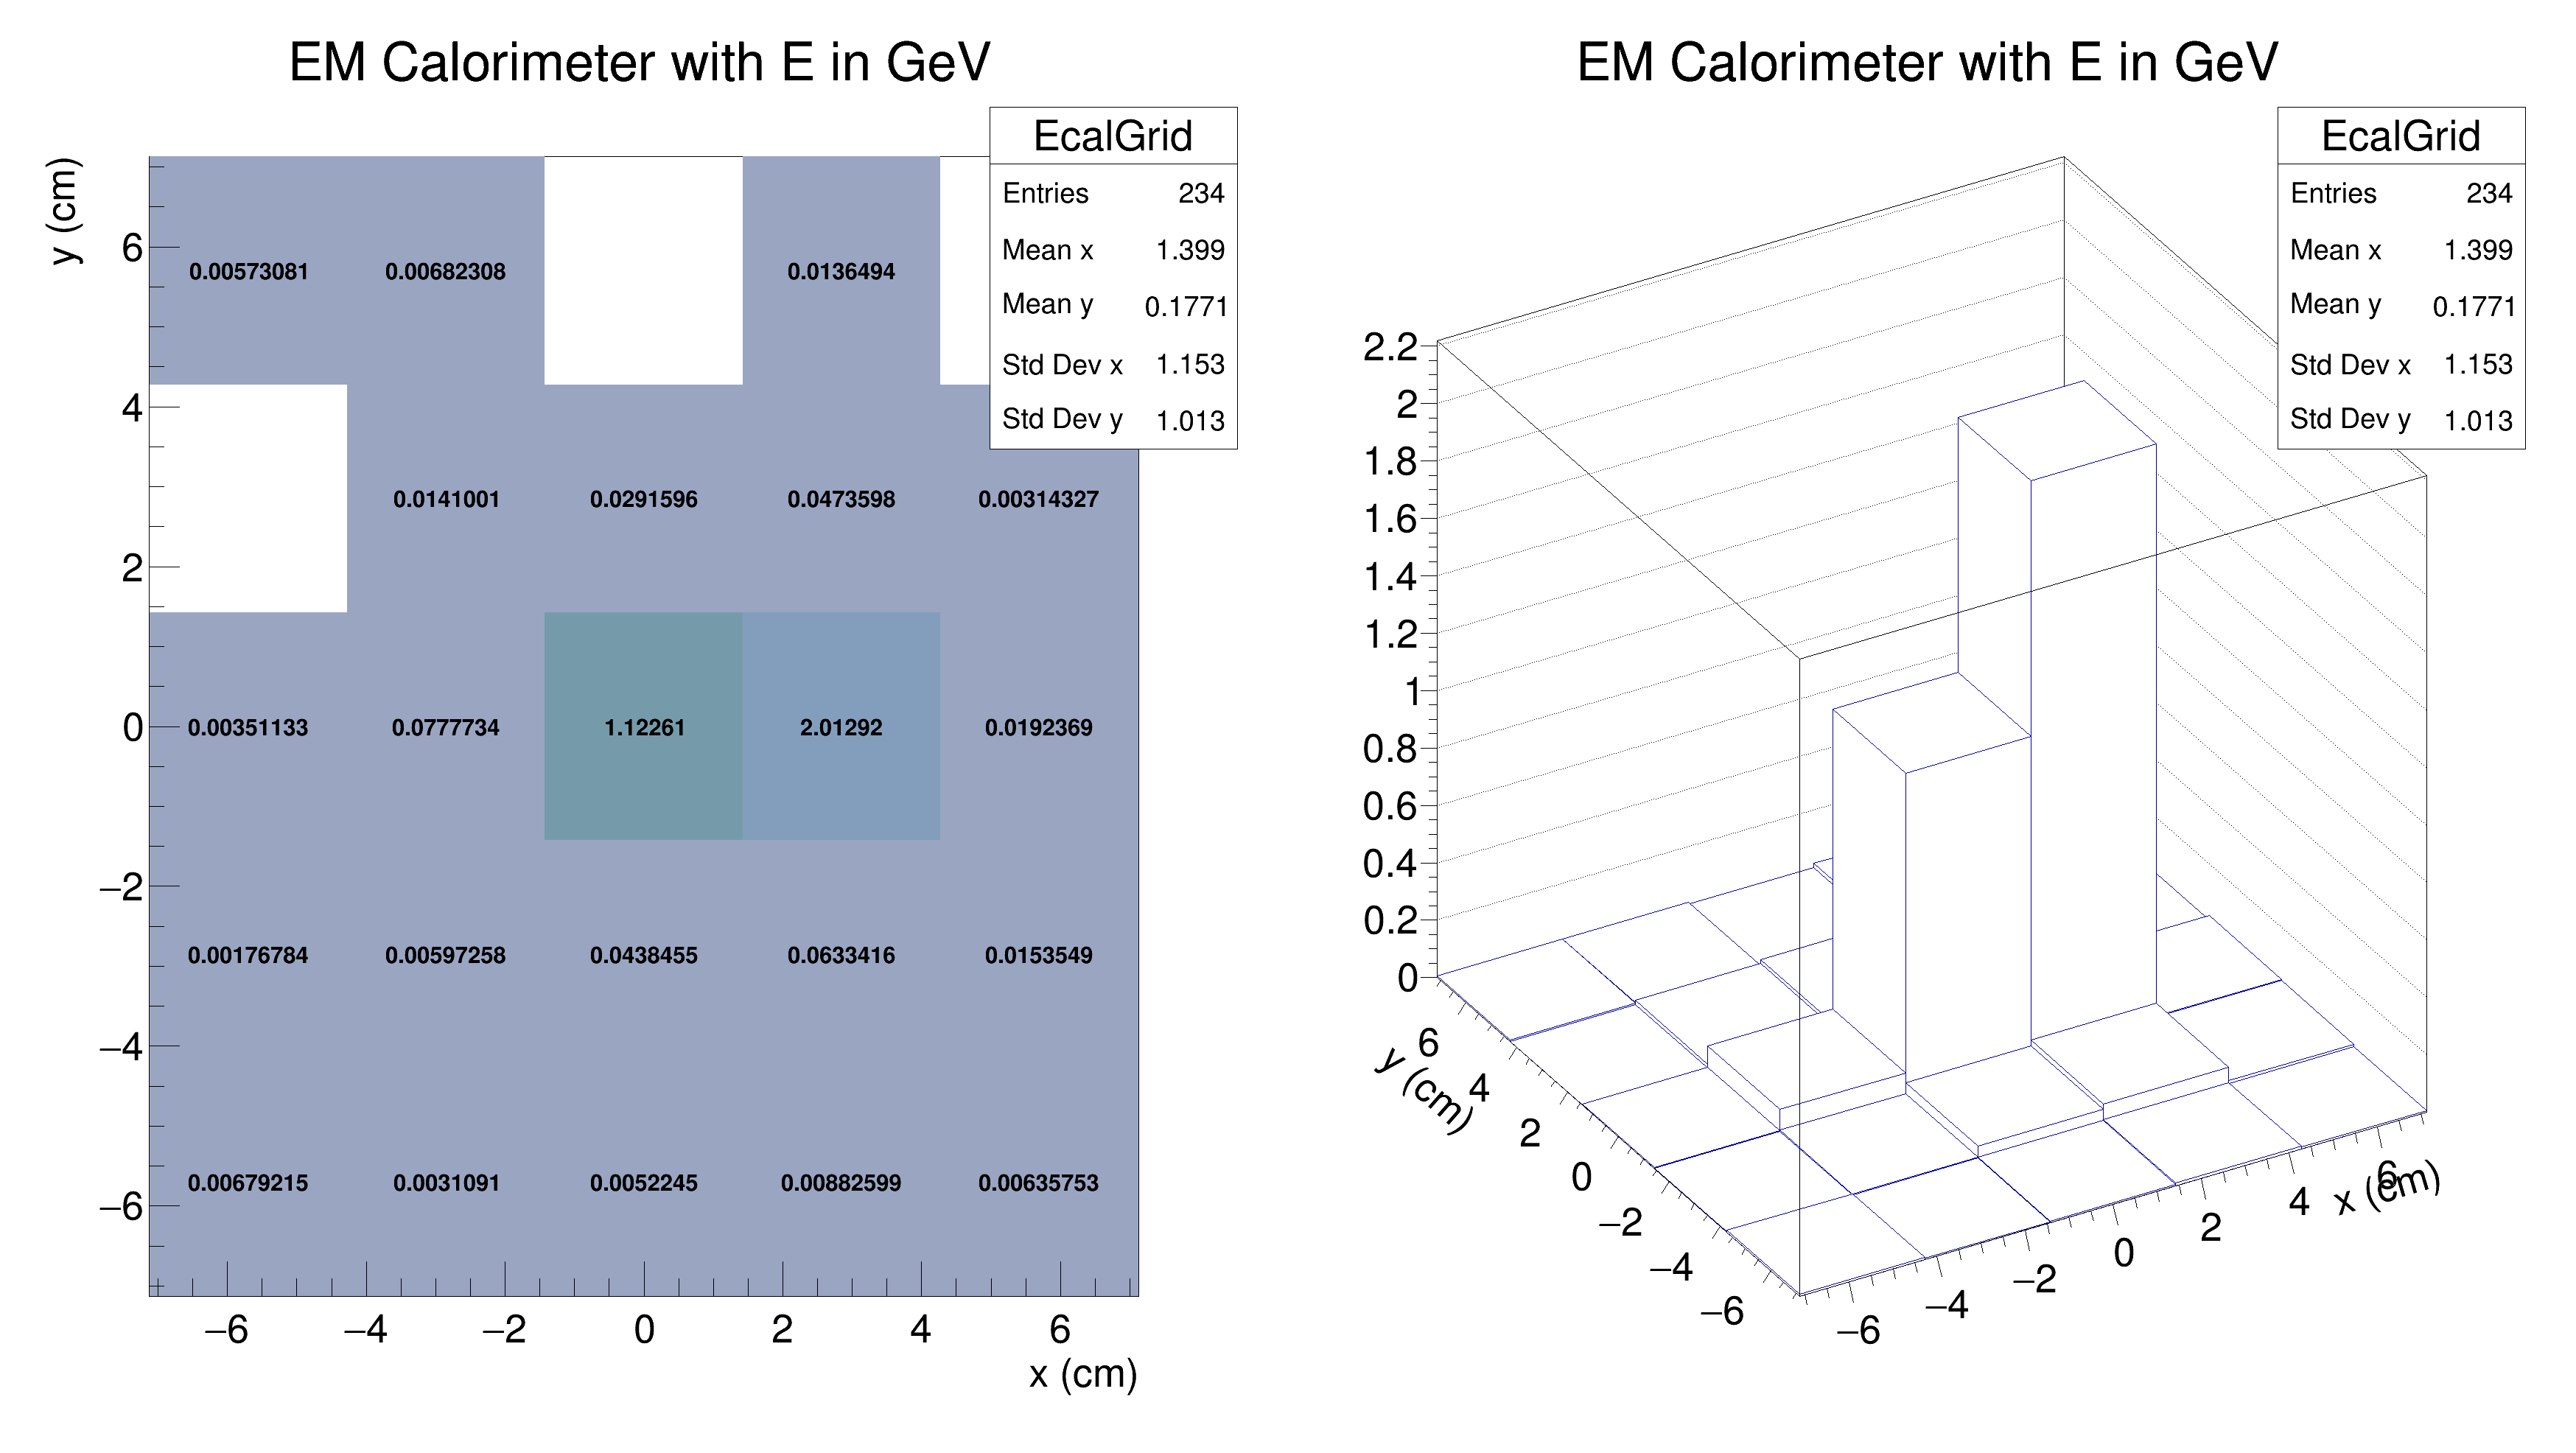 EM Calorimeter with E in GeV
EcalGrid
Entries 234
Mean x 1.399
Mean y 0.1771
Std Dev x 1.153
Std Dev y 1.013
y (cm)
6
4
2
0
−2
−4
−6
0.00573081 0.00682308 0.0136494
0.0141001 0.0291596 0.0473598 0.00314327
0.00351133 0.0777734 1.12261 2.01292 0.0192369
0.00176784 0.00597258 0.0438455 0.0633416 0.0153549
0.00679215 0.0031091 0.0052245 0.00882599 0.00635753
−6 −4 −2 0 2 4 6
x (cm)
EM Calorimeter with E in GeV
EcalGrid
Entries 234
Mean x 1.399
Mean y 0.1771
Std Dev x 1.153
Std Dev y 1.013
2.2
2
1.8
1.6
1.4
1.2
1
0.8
0.6
0.4
0.2
0
y (cm)
6
4
2
0
−2
−4
−6
−6 −4 −2 0 2 4 6
x (cm)